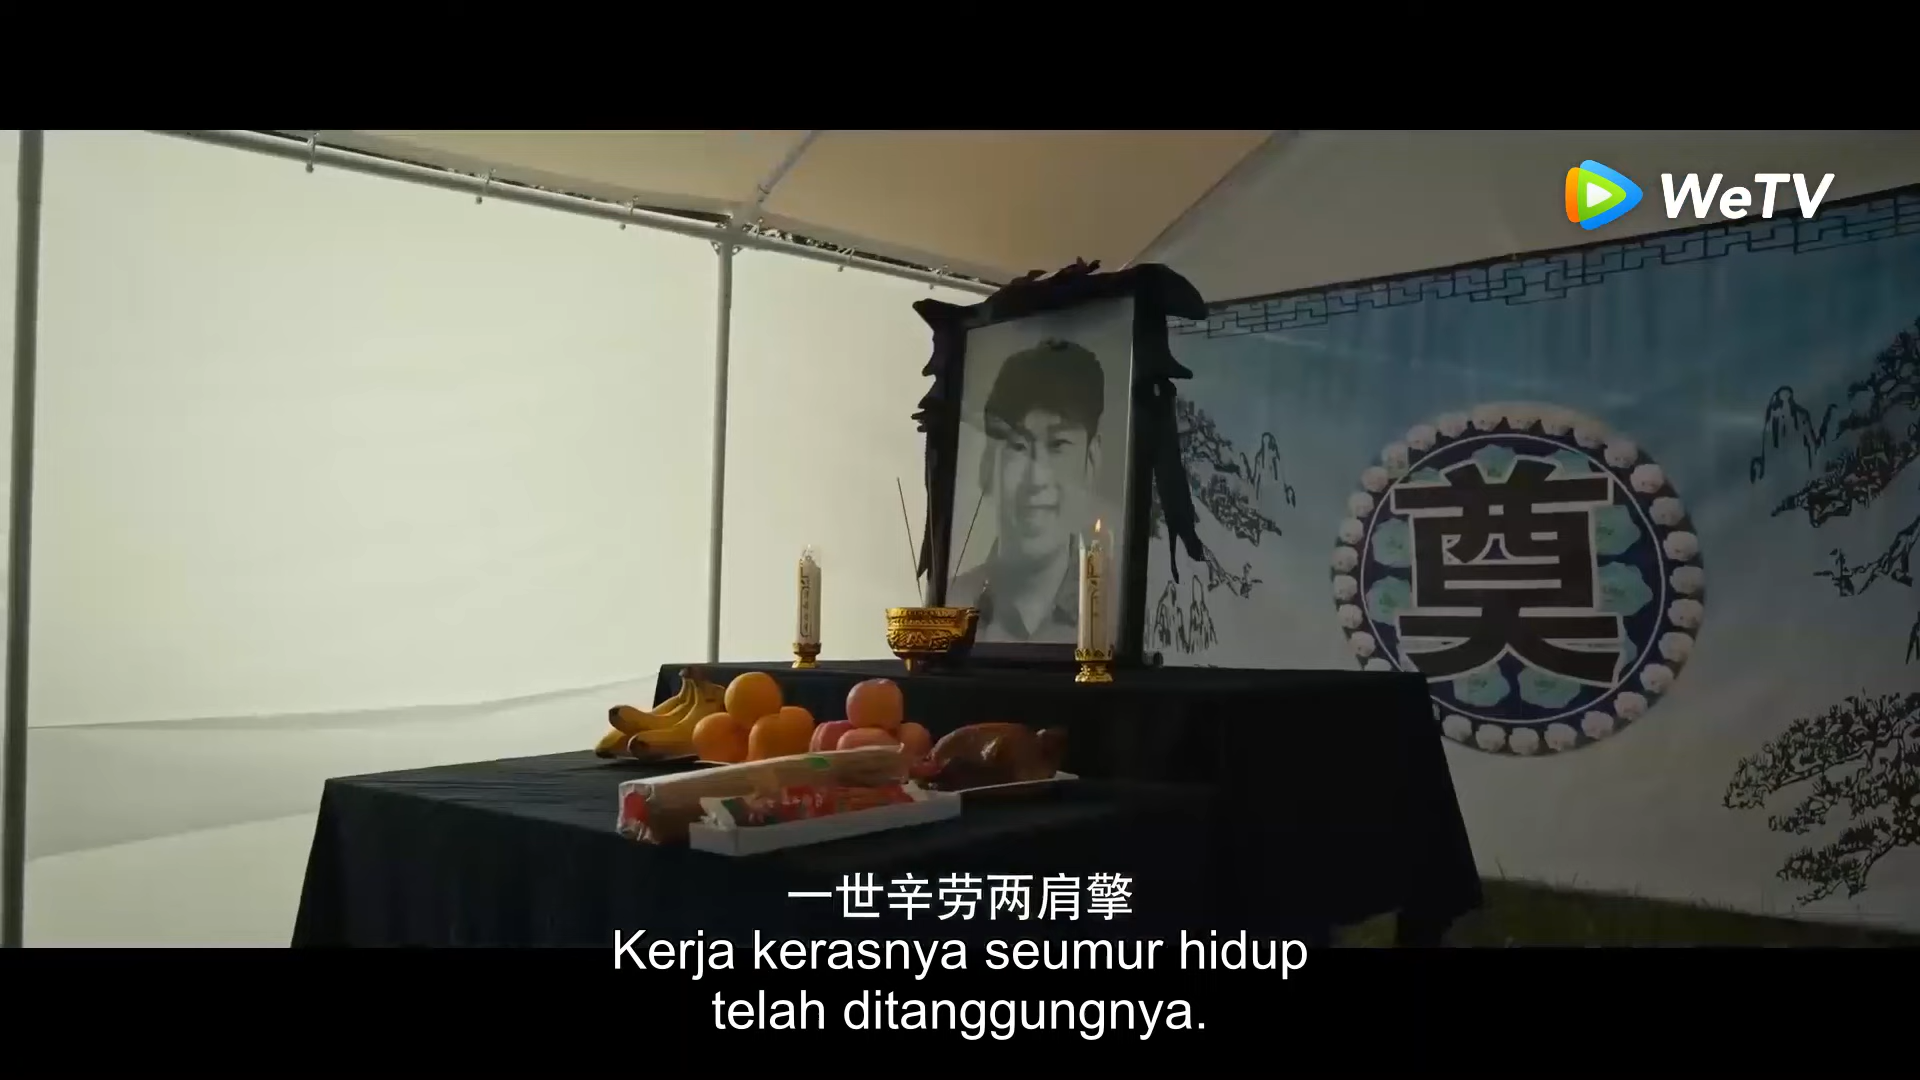 WeTV
奠
一世辛劳两肩擎
Kerja kerasnya seumur hidup
telah ditanggungnya.